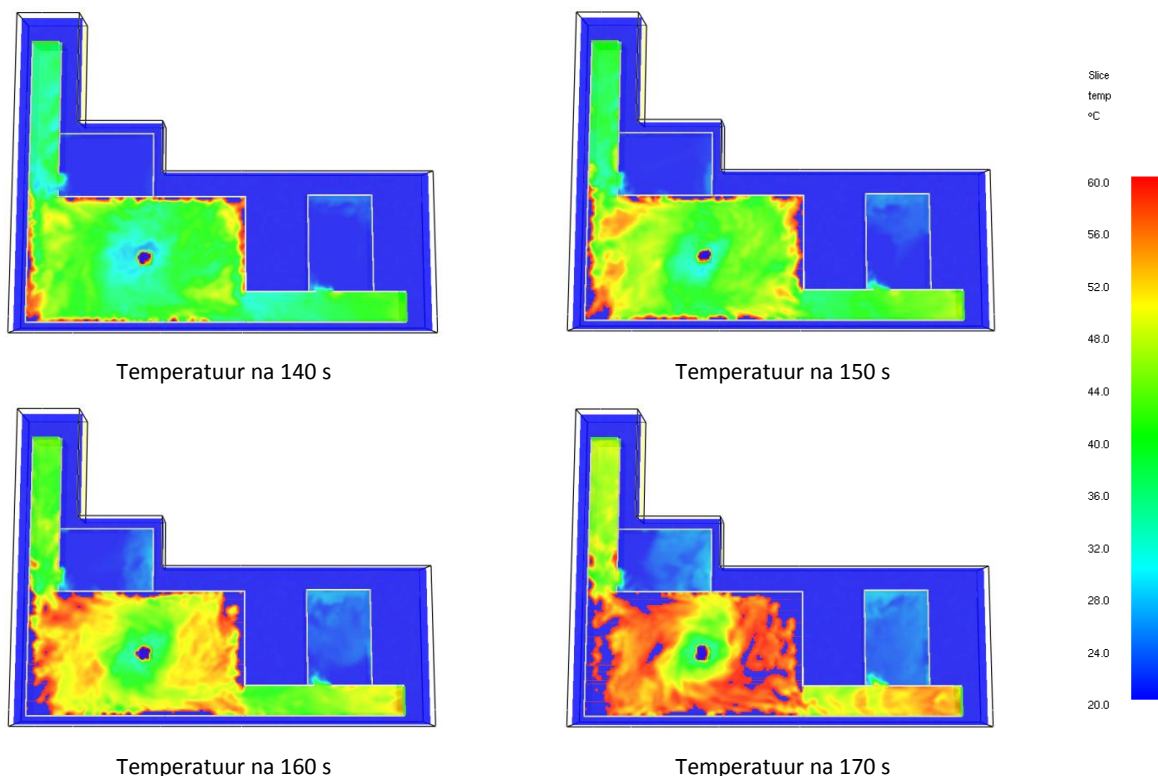 Slice
temp
°C
60.0
56.0
52.0
48.0
44.0
40.0
36.0
32.0
28.0
24.0
20.0
Temperatuur na 140 s
Temperatuur na 150 s
Temperatuur na 160 s
Temperatuur na 170 s